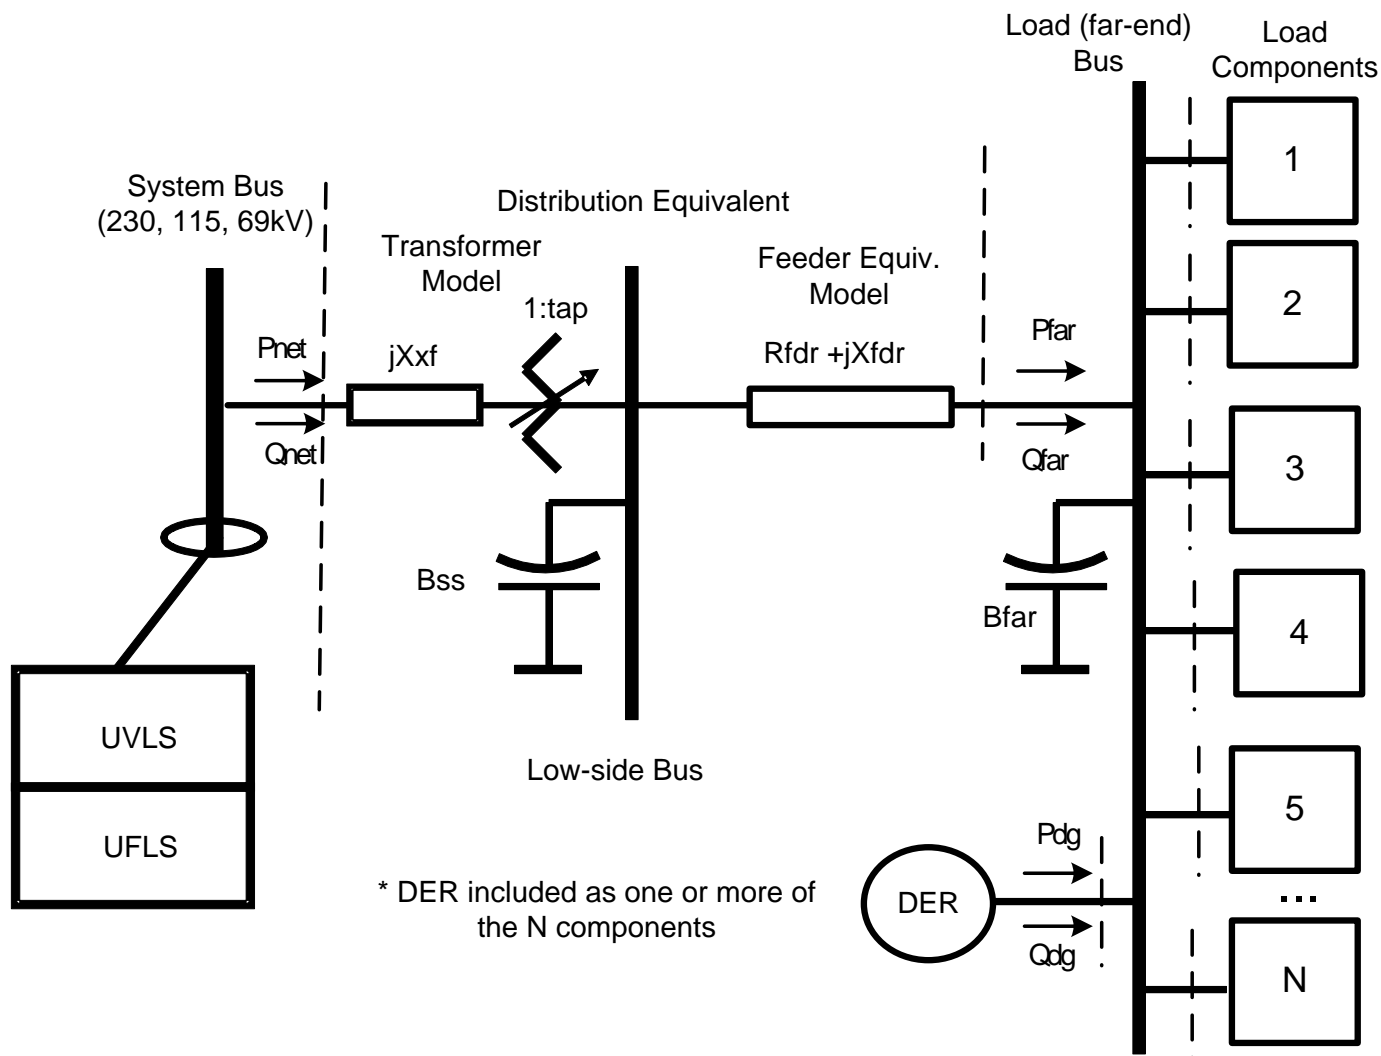 Load (far-end)
Bus
Load
Components
System Bus
(230, 115, 69kV)
Distribution Equivalent
Transformer
Model
Feeder Equiv.
Model
1:tap
jXxf
Rfdr +jXfdr
Pnet
Qnet
Pfar
Qfar
1
2
3
4
5
...
N
Bss
Bfar
Low-side Bus
UVLS
UFLS
Pdg
Qdg
DER
* DER included as one or more of
the N components